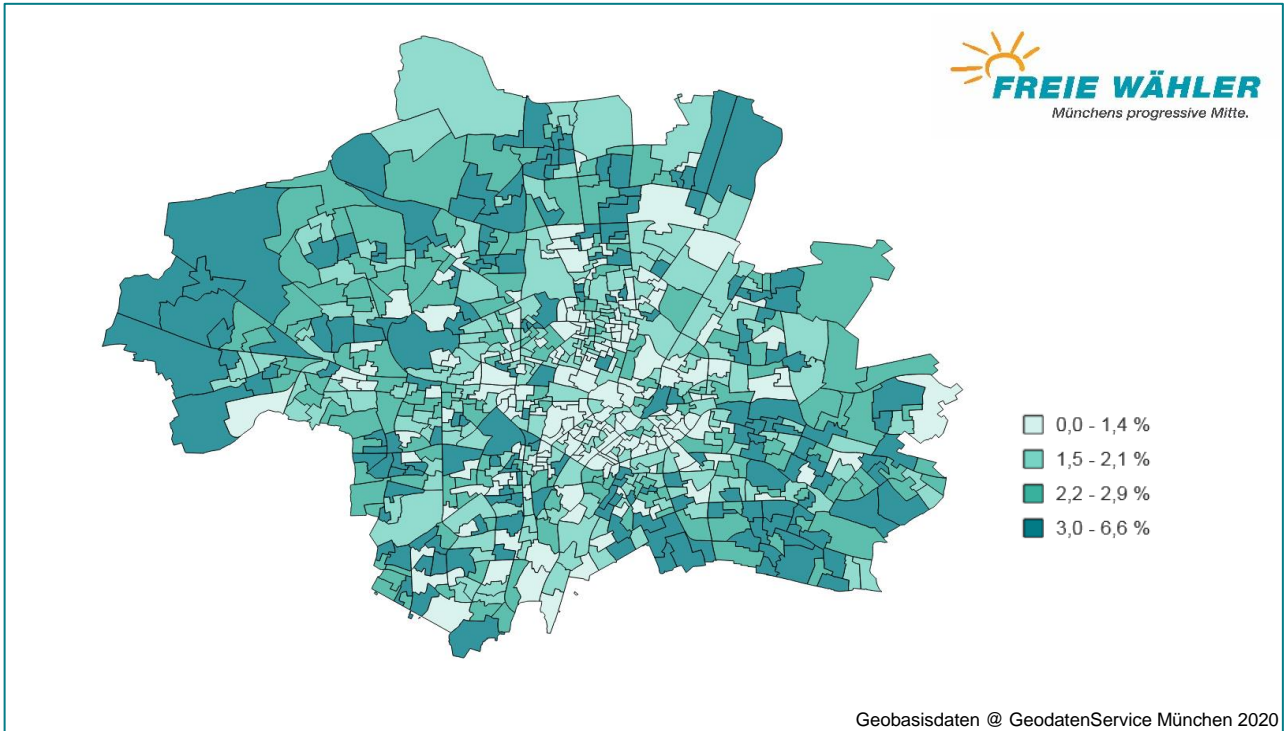 FREIE WÄHLER
Münchens progressive Mitte.
0,0 - 1,4 %
1,5 - 2,1 %
2,2 - 2,9 %
3,0 - 6,6 %
Geobasisdaten @ GeodatenService München 2020